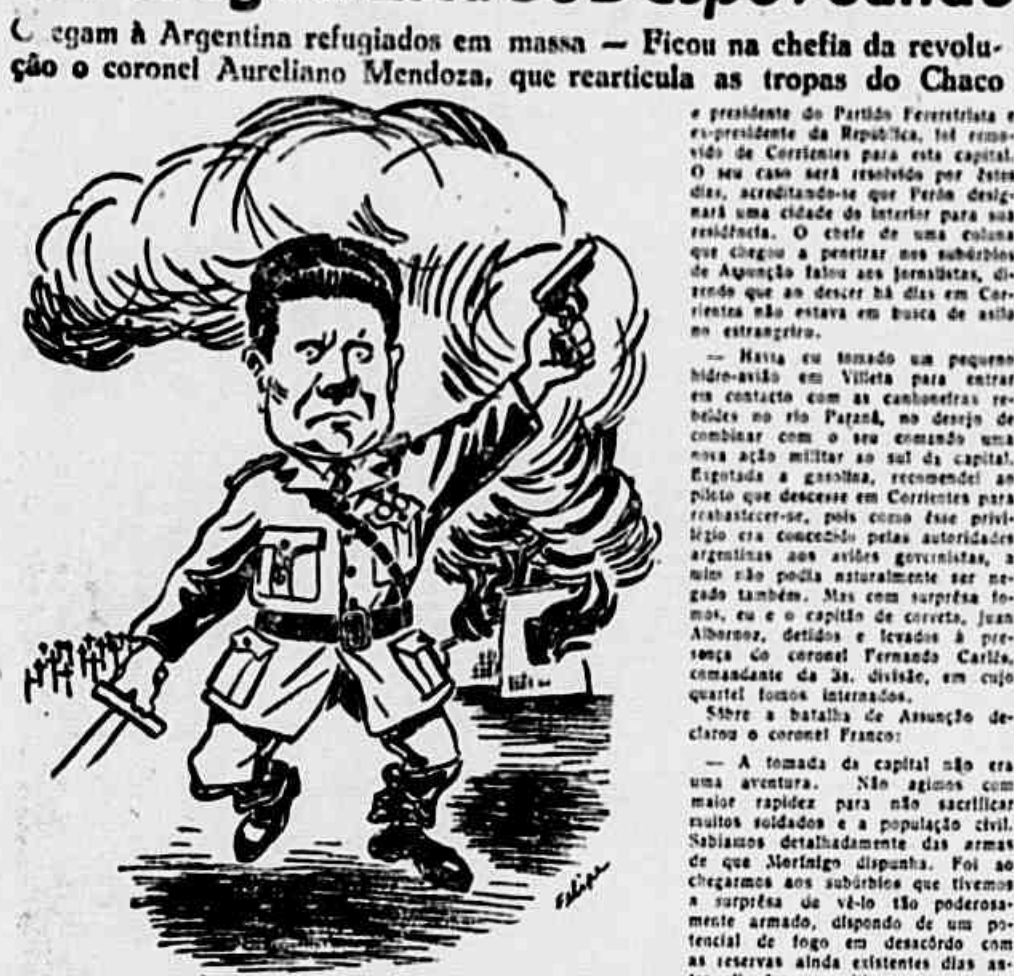 egam à Argentina refugiados em massa — Ficou na chefia da revolu-
ção o coronel Aureliano Mendoza, que rearticula as tropas do Chaco
e presidente do Partido e
ex-presidente da República, foi remo-
vido de Corrientes para esta capital.
O seu caso será resolvido por êstes
dias, acreditando-se que Perón desig-
nará uma cidade do interior para sua
residência. O chefe de uma coluna
que chegou a penetrar nos subúrbios
de Assunção falou aos jornalistas, di-
zendo que ao descer há dias em Cor-
rientes não estava em busca de asilo
no estrangeiro.
— Havia eu tomado um pequeno
hidro-avião em Villeta para entrar
em contacto com as canhoneiras re-
beldes no rio Paraná, no desejo de
combinar com o seu comando uma
nova ação militar ao sul da capital.
Esgotada a gasolina, recomendei ao
piloto que descesse em Corrientes para
reabastecer-se, pois como êsse privi-
légio era concedido pelas autoridades
argentinas aos aviões governistas, a
mim não podia naturalmente ser ne-
gado também. Mas com surprêsa fo-
mos, eu e o capitão de corveta, Juan
Albornoz, detidos e levados à pre-
sença do coronel Fernando Carlés,
comandante da 3a. divisão, em cujo
quartel fomos internados.
Sôbre a batalha de Assunção de-
clarou o coronel Franco:
— A tomada da capital não era
uma aventura. Não agimos com
maior rapidez para não sacrificar
muitos soldados e a população civil.
Sabíamos detalhadamente das armas
de que Morínigo dispunha. Foi ao
chegarmos aos subúrbios que tivemos
a surprêsa de vê-lo tão poderosa-
mente armado, dispondo de um po-
tencial de fogo em desacôrdo com
as reservas ainda existentes dias an-